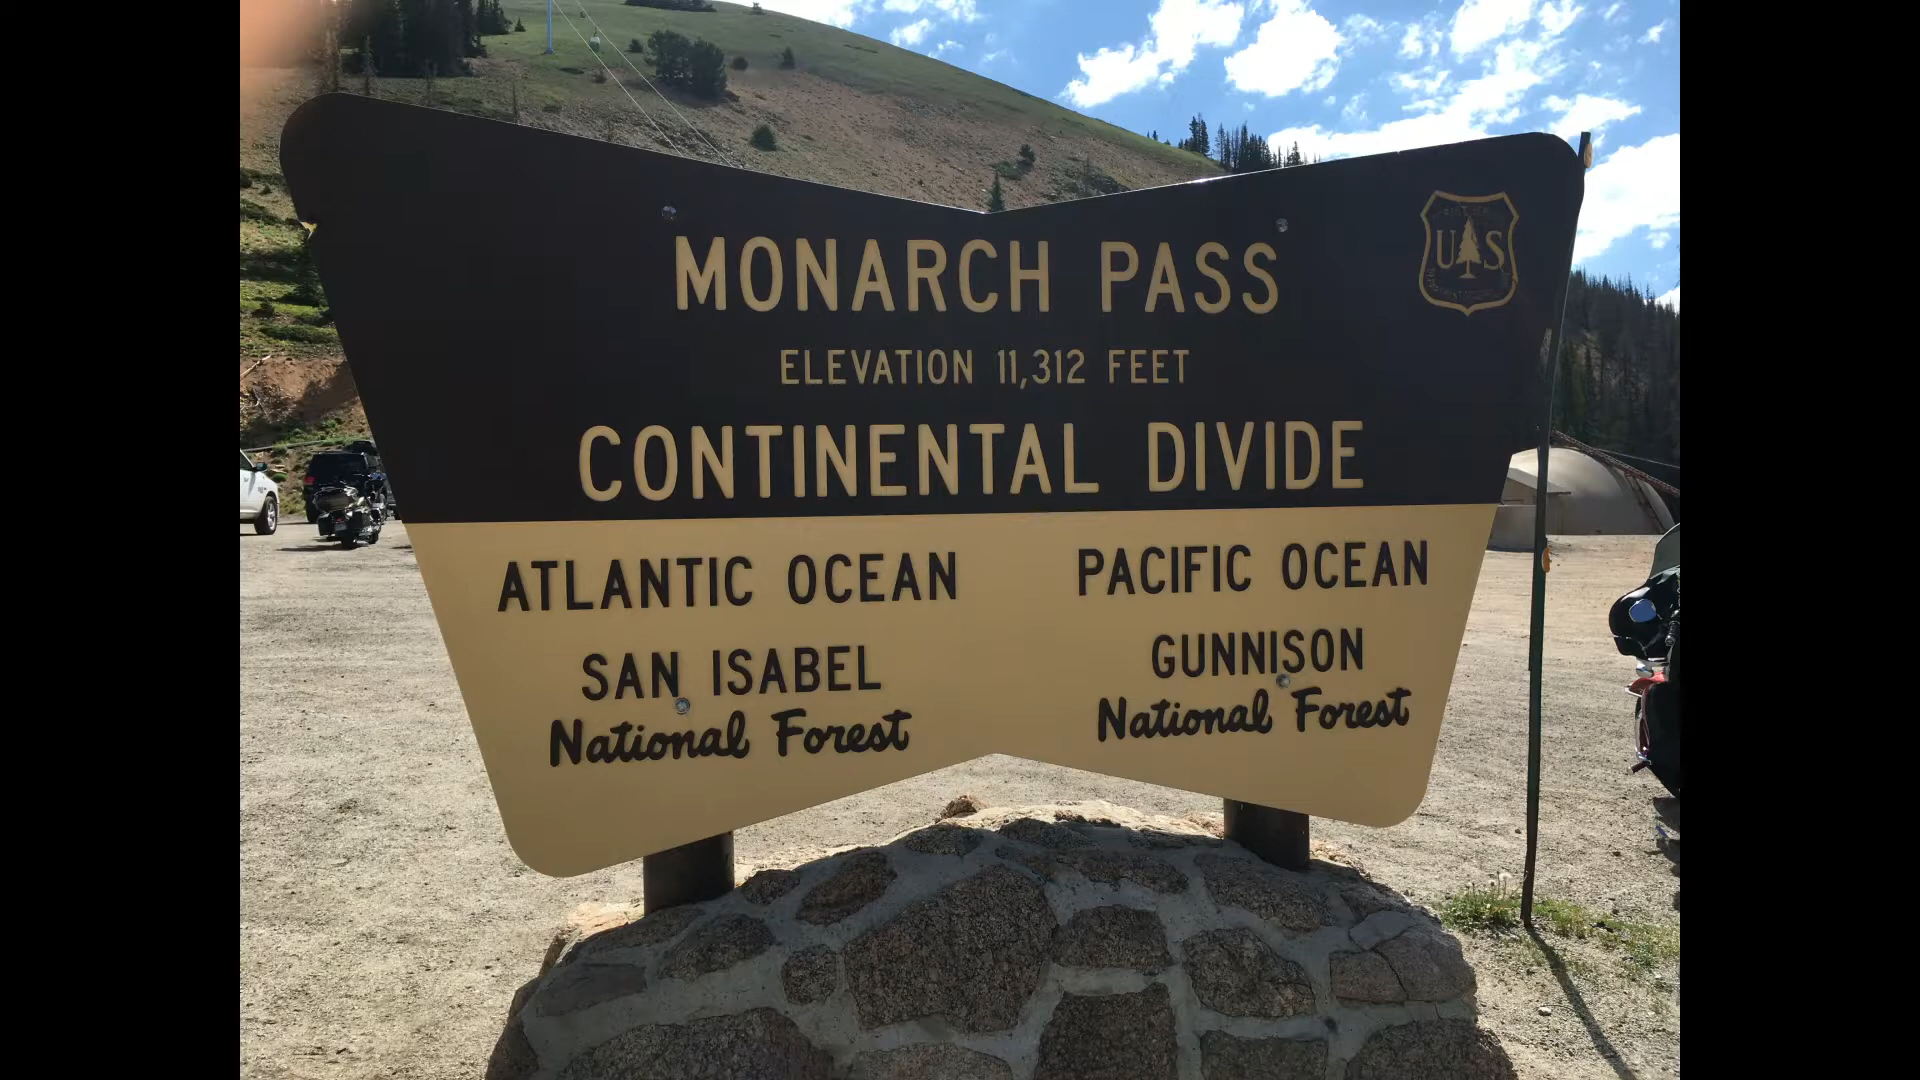 MONARCH PASS
U S
ELEVATION 11,312 FEET
CONTINENTAL DIVIDE
ATLANTIC OCEAN
SAN ISABEL
National Forest
PACIFIC OCEAN
GUNNISON
National Forest